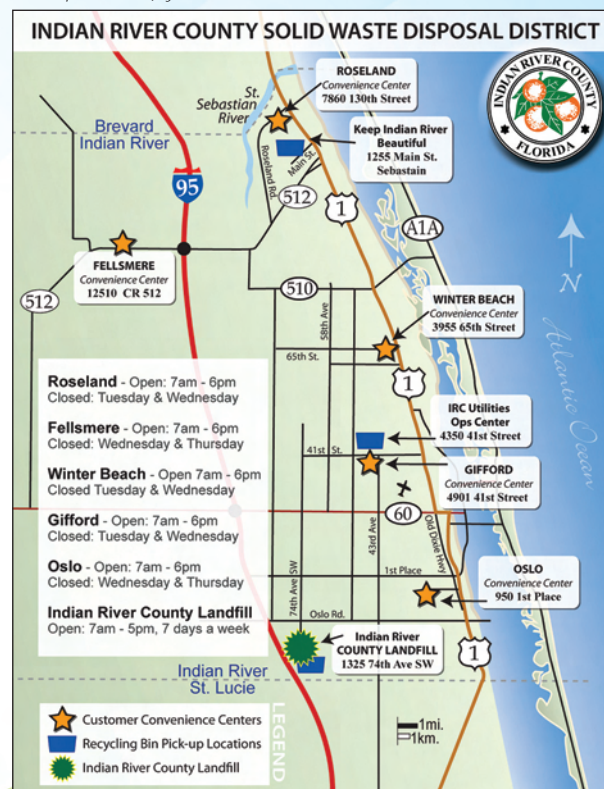 INDIAN RIVER COUNTY SOLID WASTE DISPOSAL DISTRICT
INDIAN RIVER COUNTY
FLORIDA
ROSELAND
Convenience Center
7860 130th Street
St.
Sebastian
River
Brevard
Indian River
Keep Indian River
Beautiful
1255 Main St.
Sebastain
Roseland Rd.
Main St.
95
512
1
A1A
N
FELLSMERE
Convenience Center
12510 CR 512
512
510
58th Ave
WINTER BEACH
Convenience Center
3955 65th Street
65th St.
1
Atlantic Ocean
Roseland - Open: 7am - 6pm
Closed: Tuesday & Wednesday
Fellsmere - Open: 7am - 6pm
Closed: Wednesday & Thursday
Winter Beach - Open 7am - 6pm
Closed Tuesday & Wednesday
Gifford - Open: 7am - 6pm
Closed: Tuesday & Wednesday
Oslo - Open: 7am - 6pm
Closed: Wednesday & Thursday
Indian River County Landfill
Open: 7am - 5pm, 7 days a week
IRC Utilities
Ops Center
4350 41st Street
41st St.
GIFFORD
Convenience Center
4901 41st Street
60
43rd Ave
Old Dixie Hwy
74th Ave SW
1st Place
OSLO
Convenience Center
950 1st Place
Oslo Rd.
Indian River
COUNTY LANDFILL
1325 74th Ave SW
1
Indian River
St. Lucie
LEGEND
Customer Convenience Centers
Recycling Bin Pick-up Locations
Indian River County Landfill
1mi.
1km.